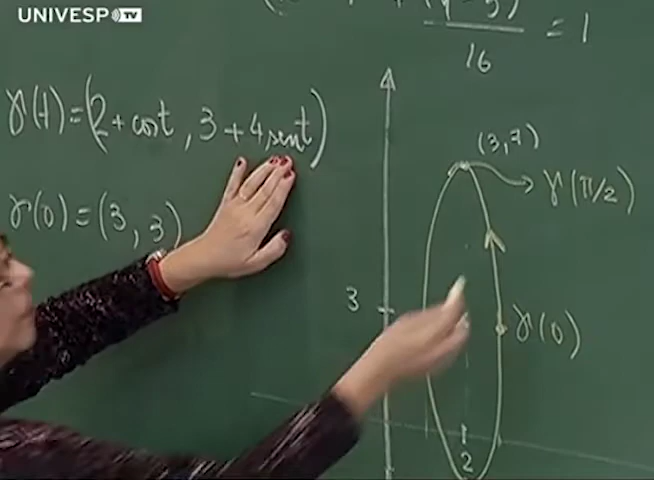 UNIVESP TV
16
= 1
γ(t) = (2 + cos t, 3 + 4 sen t)
(3,7)
γ(π/2)
γ(0) = (3, 3)
3
γ(0)
2